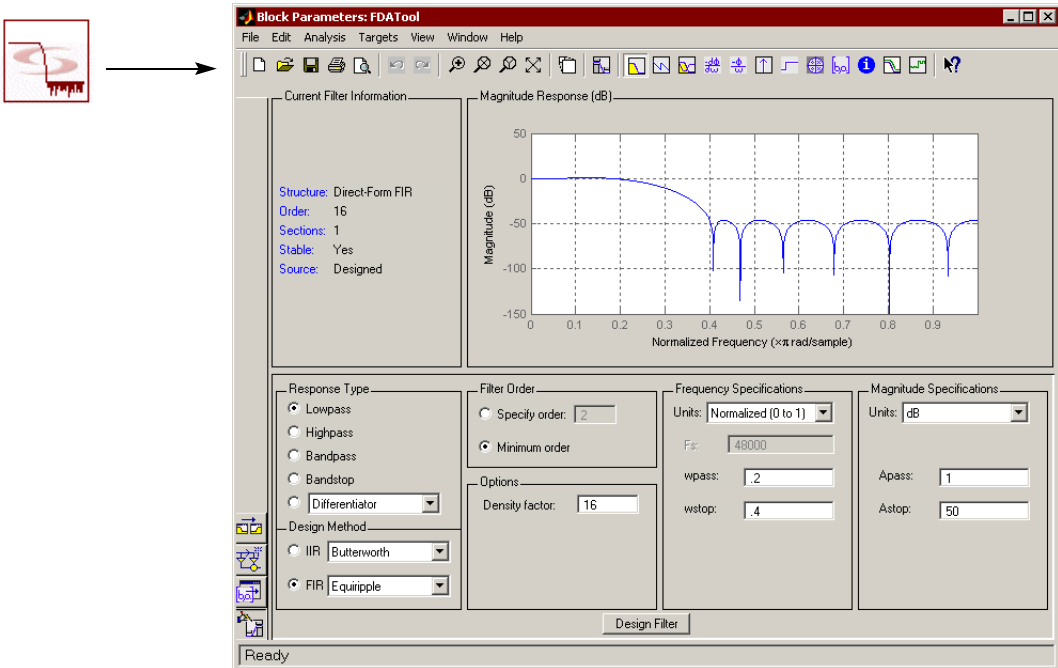 Block Parameters: FDATool
File Edit Analysis Targets View Window Help
Current Filter Information
Structure: Direct-Form FIR
Order: 16
Sections: 1
Stable: Yes
Source: Designed
Magnitude Response (dB)
50
0
-50
-100
-150
Magnitude (dB)
0 0.1 0.2 0.3 0.4 0.5 0.6 0.7 0.8 0.9
Normalized Frequency (×π rad/sample)
Response Type
Lowpass
Highpass
Bandpass
Bandstop
Differentiator
Design Method
IIR Butterworth
FIR Equiripple
Filter Order
Specify order: 2
Minimum order
Options
Density factor: 16
Frequency Specifications
Units: Normalized (0 to 1)
Fs: 48000
wpass: .2
wstop: .4
Magnitude Specifications
Units: dB
Apass: 1
Astop: 50
Design Filter
Ready